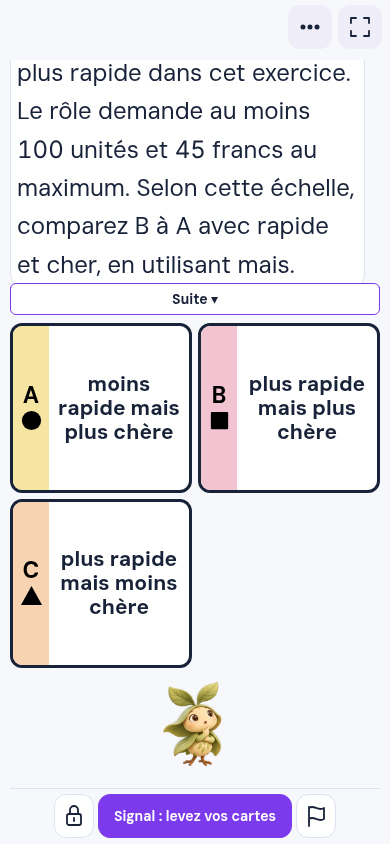 plus rapide dans cet exercice.
Le rôle demande au moins
100 unités et 45 francs au
maximum. Selon cette échelle,
comparez B à A avec rapide
et cher, en utilisant mais.
Suite ▾
A
moins
rapide mais
plus chère
B
plus rapide
mais plus
chère
C
plus rapide
mais moins
chère
Signal : levez vos cartes